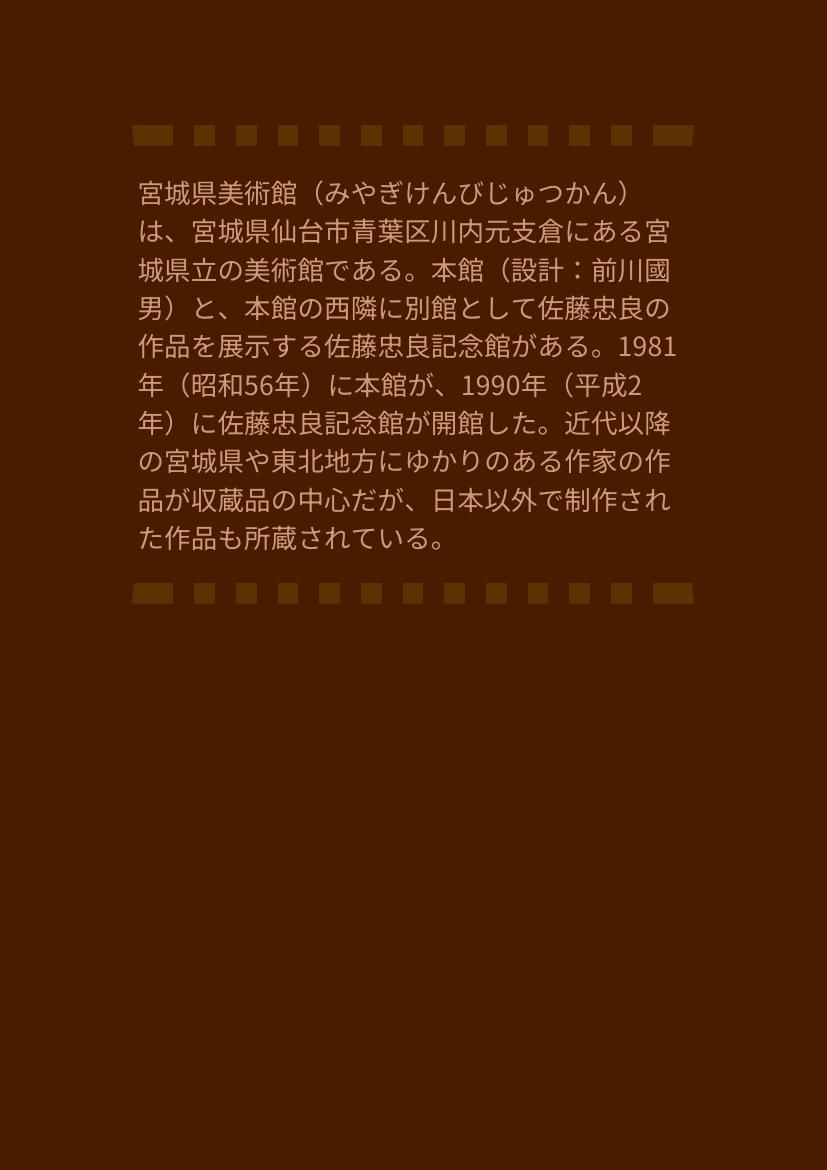 宮城県美術館（みやぎけんびじゅつかん）
は、宮城県仙台市青葉区川内元支倉にある宮
城県立の美術館である。本館（設計：前川國
男）と、本館の西隣に別館として佐藤忠良の
作品を展示する佐藤忠良記念館がある。1981
年（昭和56年）に本館が、1990年（平成2
年）に佐藤忠良記念館が開館した。近代以降
の宮城県や東北地方にゆかりのある作家の作
品が収蔵品の中心だが、日本以外で制作され
た作品も所蔵されている。